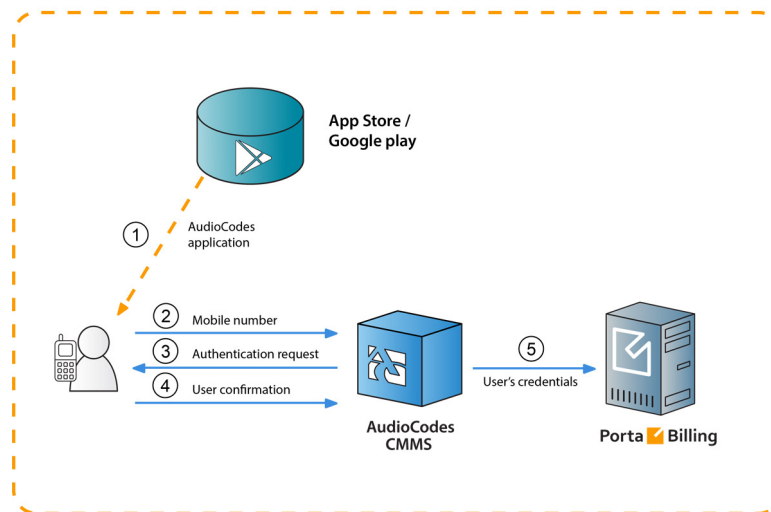 App Store /
Google play
1
AudioCodes
application
2
Mobile number
3
Authentication request
4
User confirmation
5
User's credentials
AudioCodes
CMMS
Porta Billing